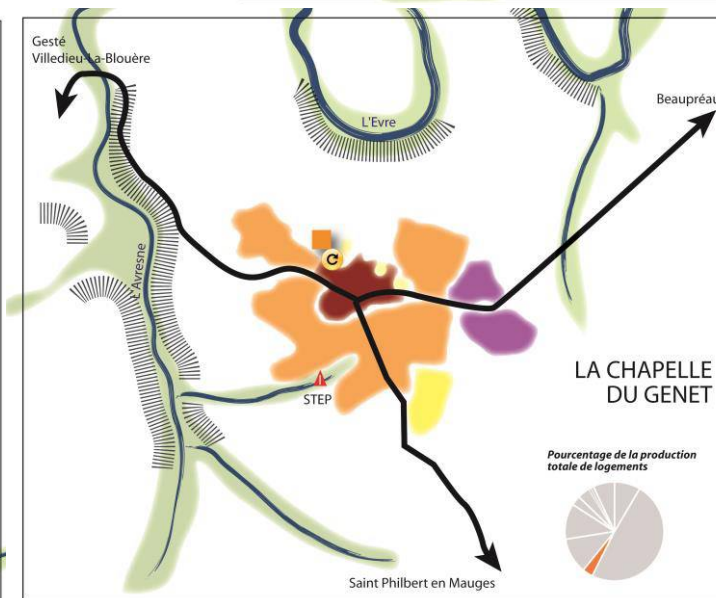 Gesté
Villedieu-La-Blouère
L'Evre
Beaupréau
L'Avresne
STEP
LA CHAPELLE
DU GENET
Pourcentage de la production
totale de logements
Saint Philbert en Mauges